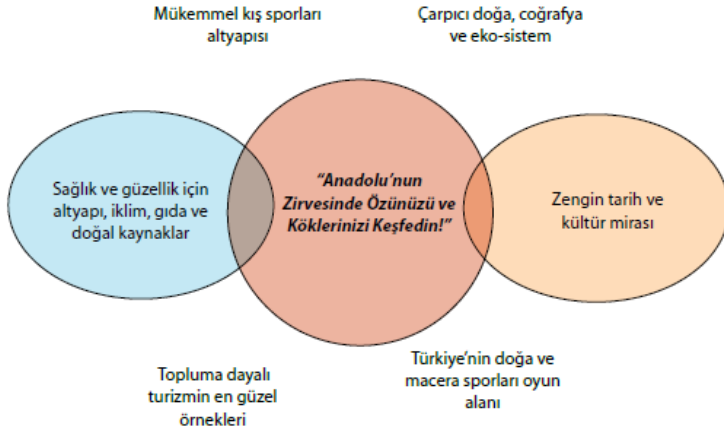 Mükemmel kış sporları
altyapısı
Çarpıcı doğa, coğrafya
ve eko-sistem
Sağlık ve güzellik için
altyapı, iklim, gıda ve
doğal kaynaklar
“Anadolu’nun
Zirvesinde Özünüzü ve
Köklerinizi Keşfedin!”
Zengin tarih ve
kültür mirası
Topluma dayalı
turizmin en güzel
örnekleri
Türkiye’nin doğa ve
macera sporları oyun
alanı